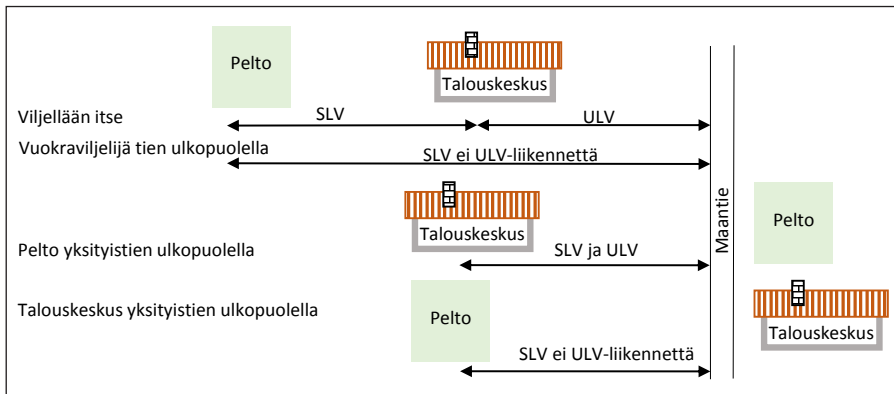 Pelto
Talouskeskus
Viljellään itse
SLV
ULV
Vuokraviljelijä tien ulkopuolella
SLV ei ULV-liikennettä
Maantie
Talouskeskus
Pelto
Pelto yksityistien ulkopuolella
SLV ja ULV
Talouskeskus yksityistien ulkopuolella
Pelto
Talouskeskus
SLV ei ULV-liikennettä